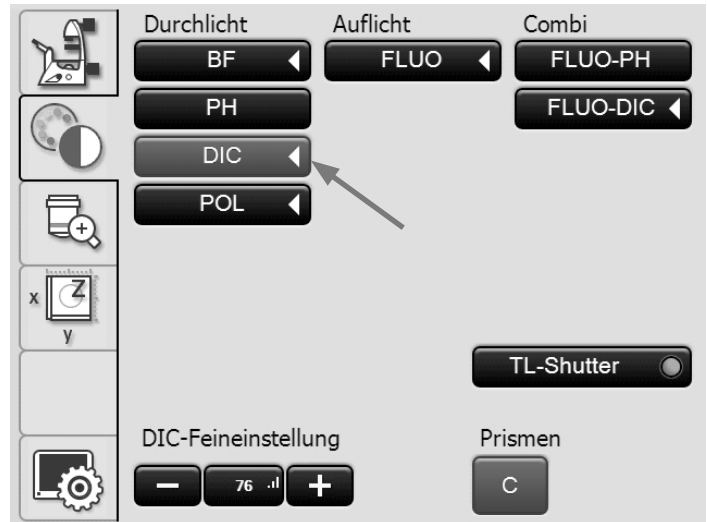 Durchlicht Auflicht Combi
BF FLUO FLUO-PH
PH FLUO-DIC
DIC
POL
x Z
y
TL-Shutter
DIC-Feineinstellung Prismen
− 76 + C